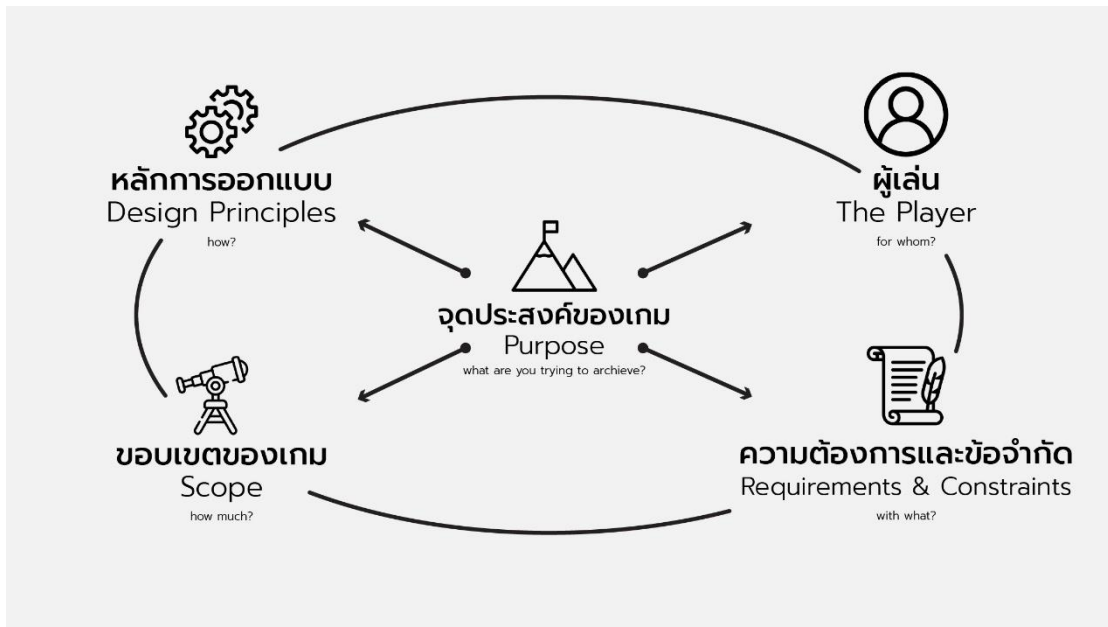 หลักการออกแบบ
Design Principles
how?
ผู้เล่น
The Player
for whom?
จุดประสงค์ของเกม
Purpose
what are you trying to archieve?
ขอบเขตของเกม
Scope
how much?
ความต้องการและข้อจำกัด
Requirements & Constraints
with what?